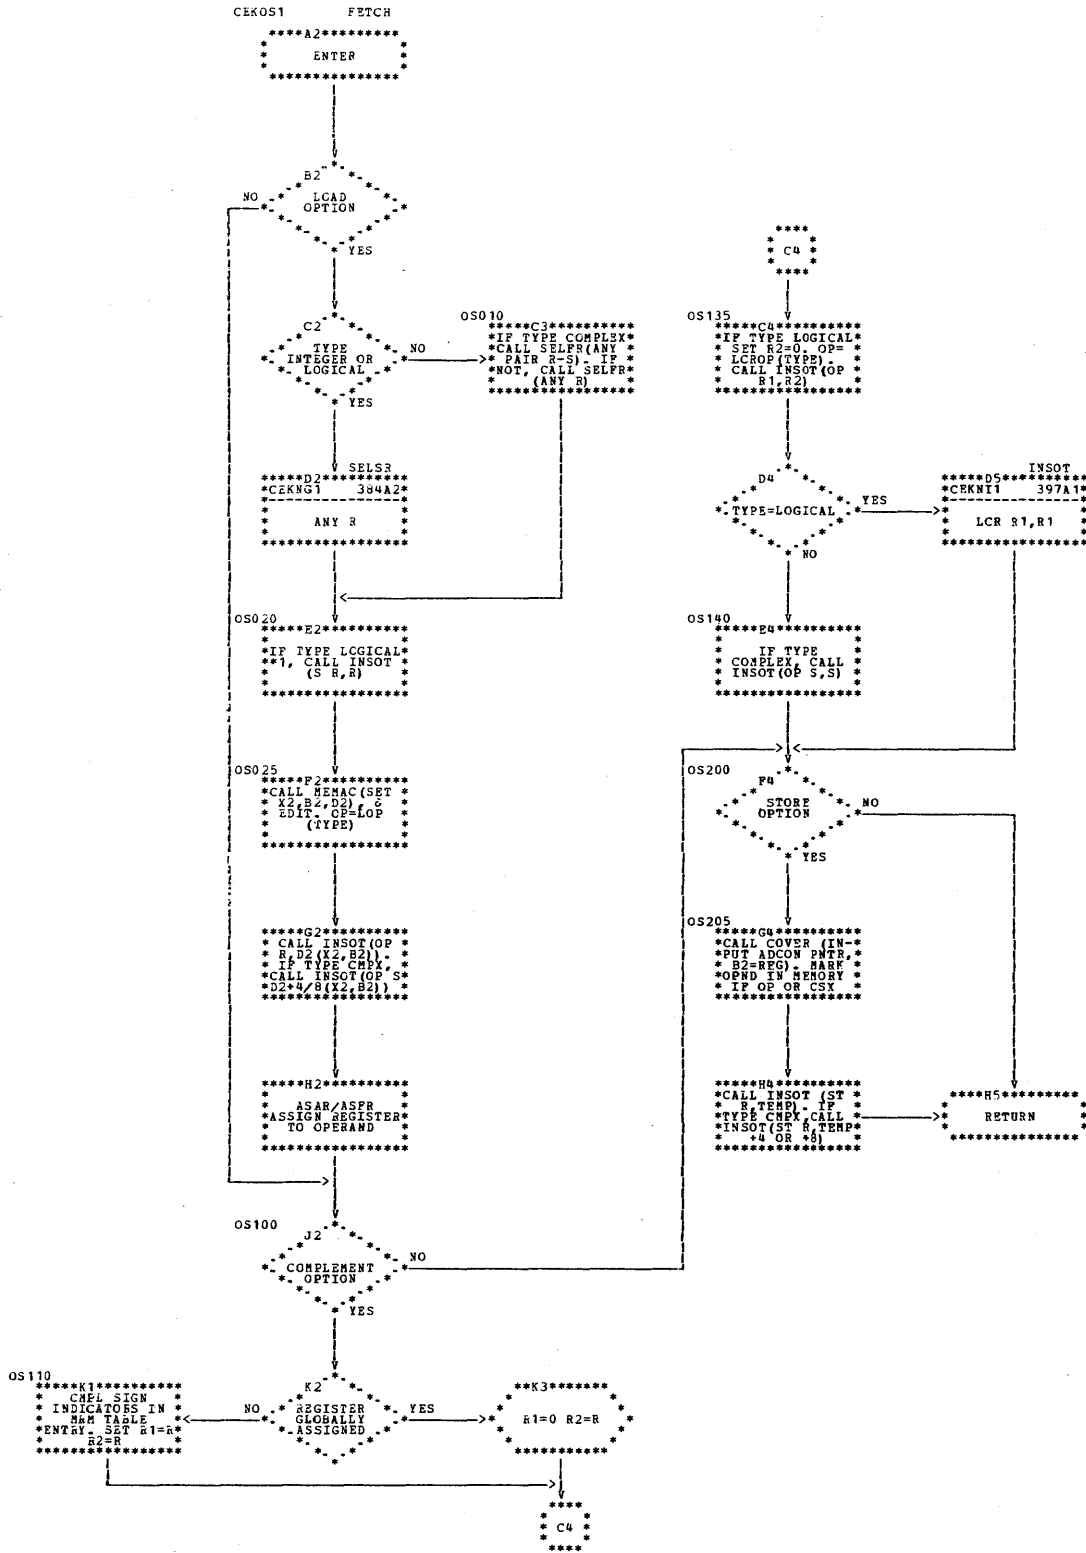 CEKOS1 FETCH
*****A2*********
ENTER
B2
LOAD
OPTION
NO
YES
C2
TYPE
INTEGER OR
LOGICAL
NO
YES
OS010
*****C3**********
*IF TYPE COMPLEX*
*CALL SELFR(ANY *
* PAIR R-S). IF *
*NOT, CALL SELFR*
* (ANY R) *
SELSR
*****D2**********
*CEKNG1 384A2*
ANY R
OS020
*****E2**********
*IF TYPE LOGICAL *
**1, CALL INSOT *
* (S R,R) *
OS025
*****F2**********
*CALL MEMAC(SET *
* X2,B2,D2), & *
* EDIT. OP=LOP *
* (TYPE) *
*****G2**********
* CALL INSOT(OP *
* R,D2(X2,B2)). *
* IF TYPE CMPX, *
*CALL INSOT(OP S*
*D2+4/8(X2,B2)) *
*****H2**********
* ASAR/ASFR *
*ASSIGN REGISTER*
* TO OPERAND *
OS100
J2
COMPLEMENT
OPTION
NO
YES
K2
REGISTER
GLOBALLY
ASSIGNED
NO
YES
OS110
*****K1**********
* CMPL SIGN *
* INDICATORS IN *
* M&M TABLE *
*ENTRY. SET R1=R*
* R2=R *
**K3*******
R1=0 R2=R
C4
C4
OS135
*****C4**********
*IF TYPE LOGICAL*
* SET R2=0. OP= *
* LCROP(TYPE). *
* CALL INSOT(OP *
* R1,R2) *
D4
TYPE=LOGICAL
YES
NO
INSOT
*****D5**********
*CEKNI1 397A1*
LCR R1,R1
OS140
*****E4**********
* IF TYPE *
* COMPLEX, CALL *
* INSOT(OP S,S) *
OS200
F4
STORE
OPTION
NO
YES
OS205
*****G4**********
*CALL COVER (IN-*
*PUT ADCON PNTR,*
* B2=REG). MARK *
*OPND IN MEMORY *
* IF OP OR CSX *
*****H4**********
*CALL INSOT (ST *
* R,TEMP). IF *
*TYPE CMPX,CALL *
*INSOT(ST R,TEMP*
* +4 OR +8) *
****H5*********
RETURN